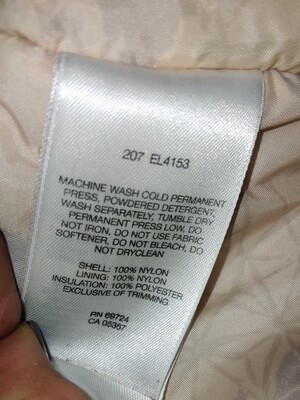 207 EL4153
MACHINE WASH COLD PERMANENT
PRESS, POWDERED DETERGENT,
WASH SEPARATELY, TUMBLE DRY
PERMANENT PRESS LOW, DO
NOT IRON, DO NOT USE FABRIC
SOFTENER, DO NOT BLEACH, DO
NOT DRYCLEAN
SHELL: 100% NYLON
LINING: 100% NYLON
INSULATION: 100% POLYESTER
EXCLUSIVE OF TRIMMING
RN 69724
CA 05367